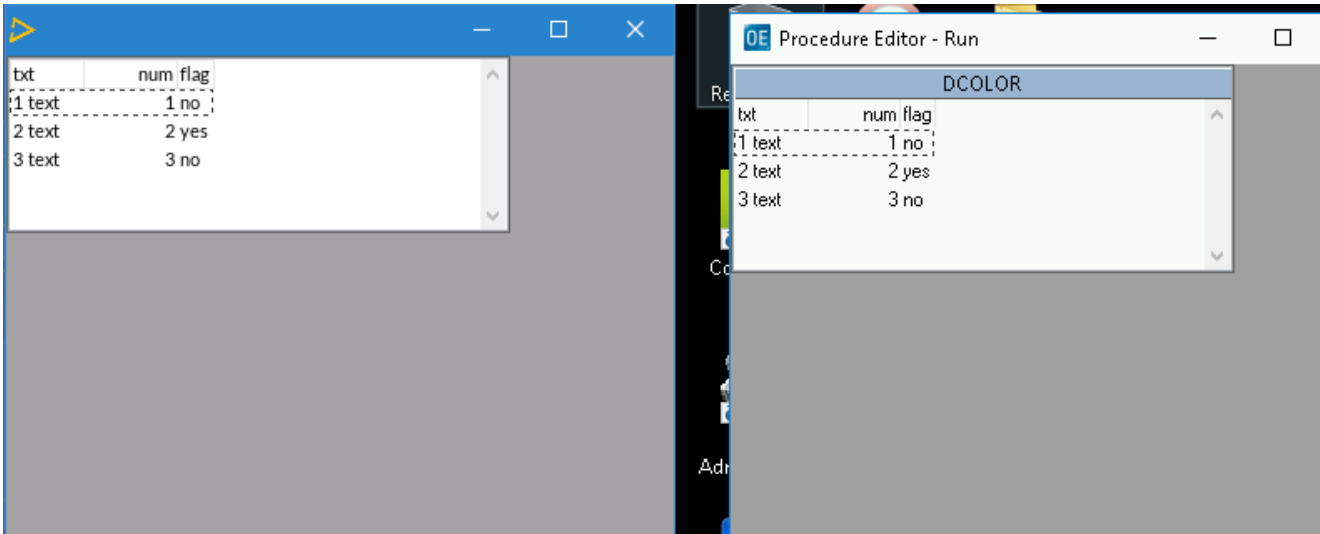 txt num flag
1 text 1 no
2 text 2 yes
3 text 3 no
OE Procedure Editor - Run
DCOLOR
txt num flag
1 text 1 no
2 text 2 yes
3 text 3 no
Re
Co
Adr